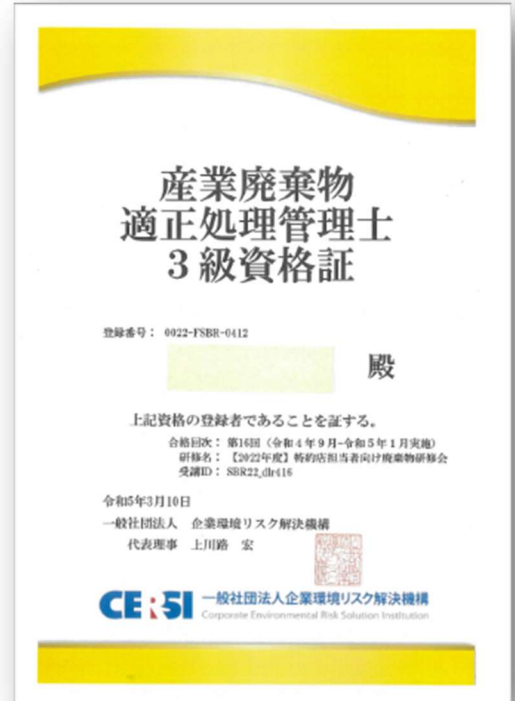 産業廃棄物
適正処理管理士
３級資格証
登録番号： 0022-FSBR-0412
殿
上記資格の登録者であることを証する。
合格回次： 第16回（令和４年９月-令和５年１月実施）
研修名： 【2022年度】特約店担当者向け廃棄物研修会
受講ID： SBR22_dlr416
令和5年3月10日
一般社団法人 企業環境リスク解決機構
代表理事 上川路 宏
CERSI 一般社団法人企業環境リスク解決機構
Corporate Environmental Risk Solution Institution